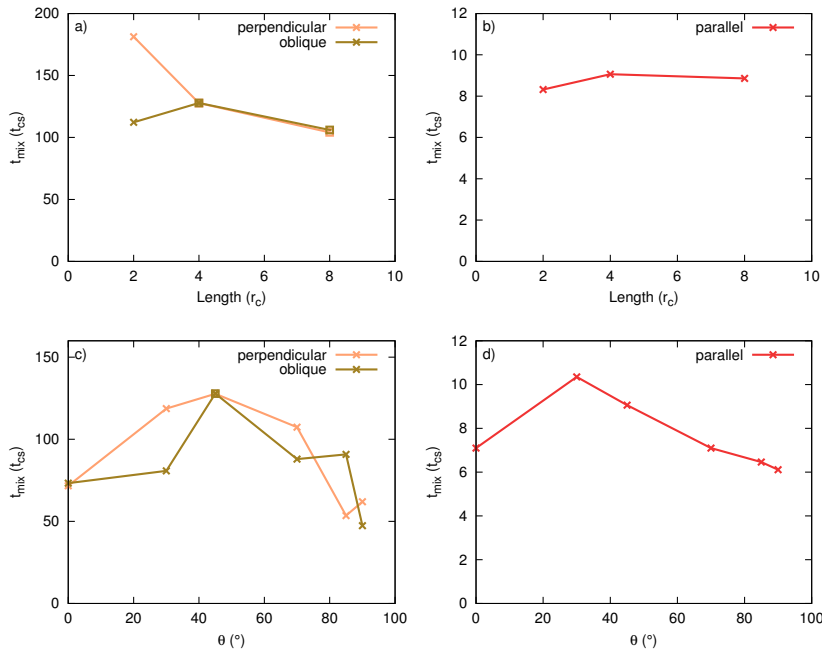 a)
perpendicular
oblique
200
150
100
50
0
t_mix (t_cs)
0 2 4 6 8 10
Length (r_c)
b)
parallel
12
10
8
6
4
2
0
t_mix (t_cs)
0 2 4 6 8 10
Length (r_c)
c)
perpendicular
oblique
150
100
50
0
t_mix (t_cs)
0 20 40 60 80 100
θ (°)
d)
parallel
12
10
8
6
4
2
0
t_mix (t_cs)
0 20 40 60 80 100
θ (°)